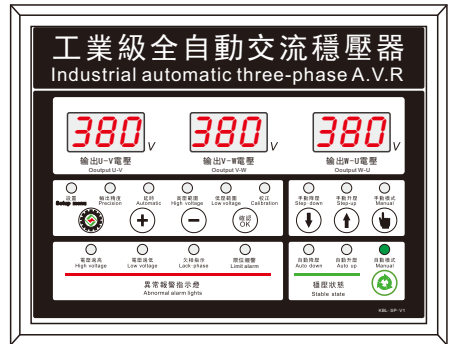 工業級全自動交流穩壓器
Industrial automatic three-phase A.V.R
380 V 380 V 380 V
輸出U-V電壓 輸出V-W電壓 輸出W-U電壓
Ooutput U-V Ooutput V-W Ooutput W-U
設置 輸出精度 延時 高壓範圍 低壓範圍 校正 手動降壓 手動升壓 手動模式
Setup menu Precision Automatic High voltage Low voltage Calibration Step down Step-up Manual
+ − 確認
OK
電壓過高 電壓過低 欠相指示 限位報警 自動降壓 自動升壓 自動模式
High voltage Low voltage Lack phase Limit alarm Auto down Auto up Manual
異常報警指示燈 穩壓狀態
Abnormal alarm lights Stable state
KBL-SP-V1